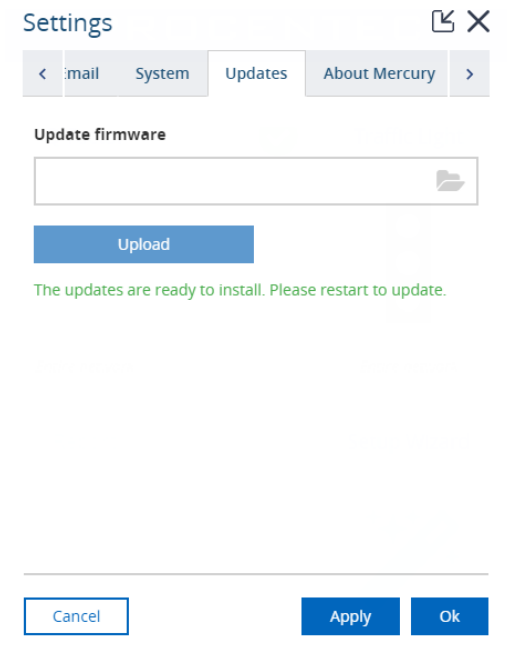 Settings
mail System Updates About Mercury
Update firmware
Upload
The updates are ready to install. Please restart to update.
Cancel Apply Ok